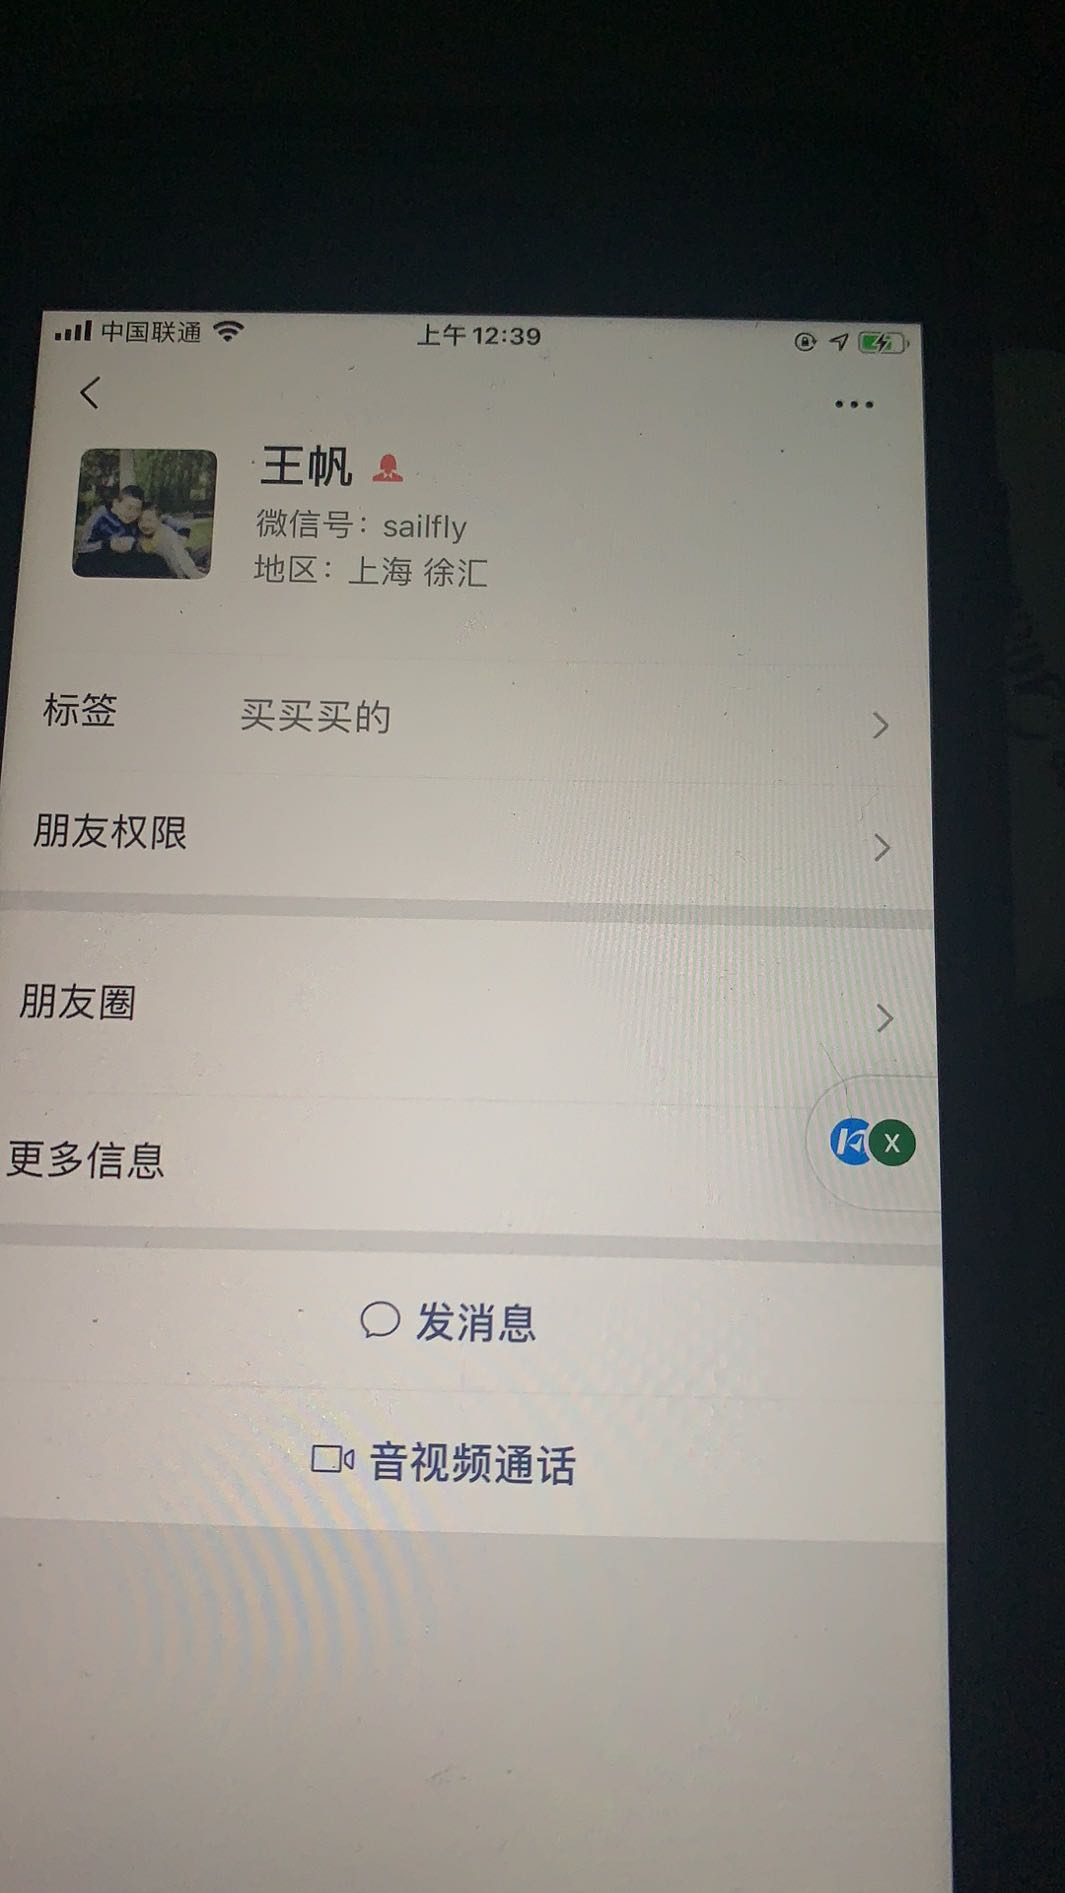 中国联通
上午 12:39
王帆
微信号：sailfly
地区：上海 徐汇
标签 买买买的
朋友权限
朋友圈
更多信息
X
发消息
音视频通话